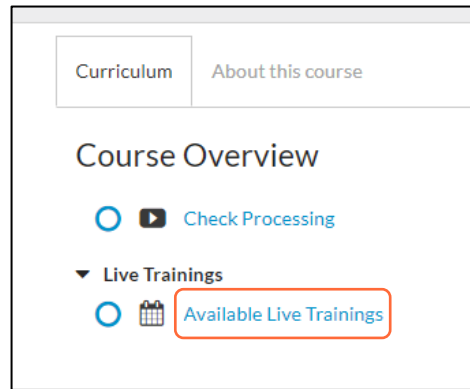 Curriculum About this course
Course Overview
Check Processing
Live Trainings
Available Live Trainings